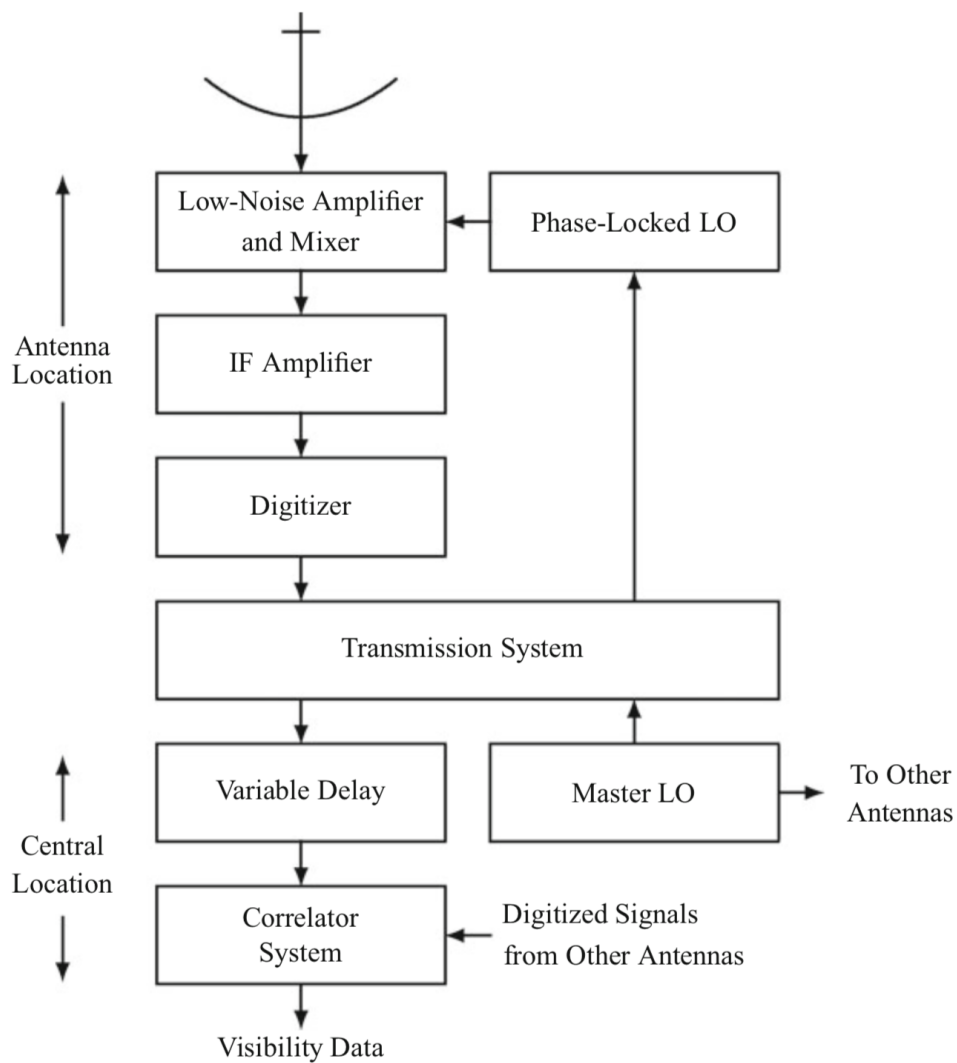 Low-Noise Amplifier
and Mixer
Phase-Locked LO
Antenna
Location
IF Amplifier
Digitizer
Transmission System
Variable Delay
Master LO
To Other
Antennas
Central
Location
Correlator
System
Digitized Signals
from Other Antennas
Visibility Data